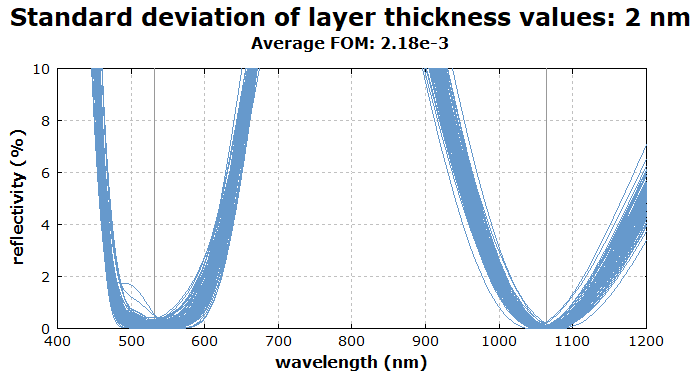 Standard deviation of layer thickness values: 2 nm
Average FOM: 2.18e-3
10
8
6
4
2
0
reflectivity (%)
400 500 600 700 800 900 1000 1100 1200
wavelength (nm)